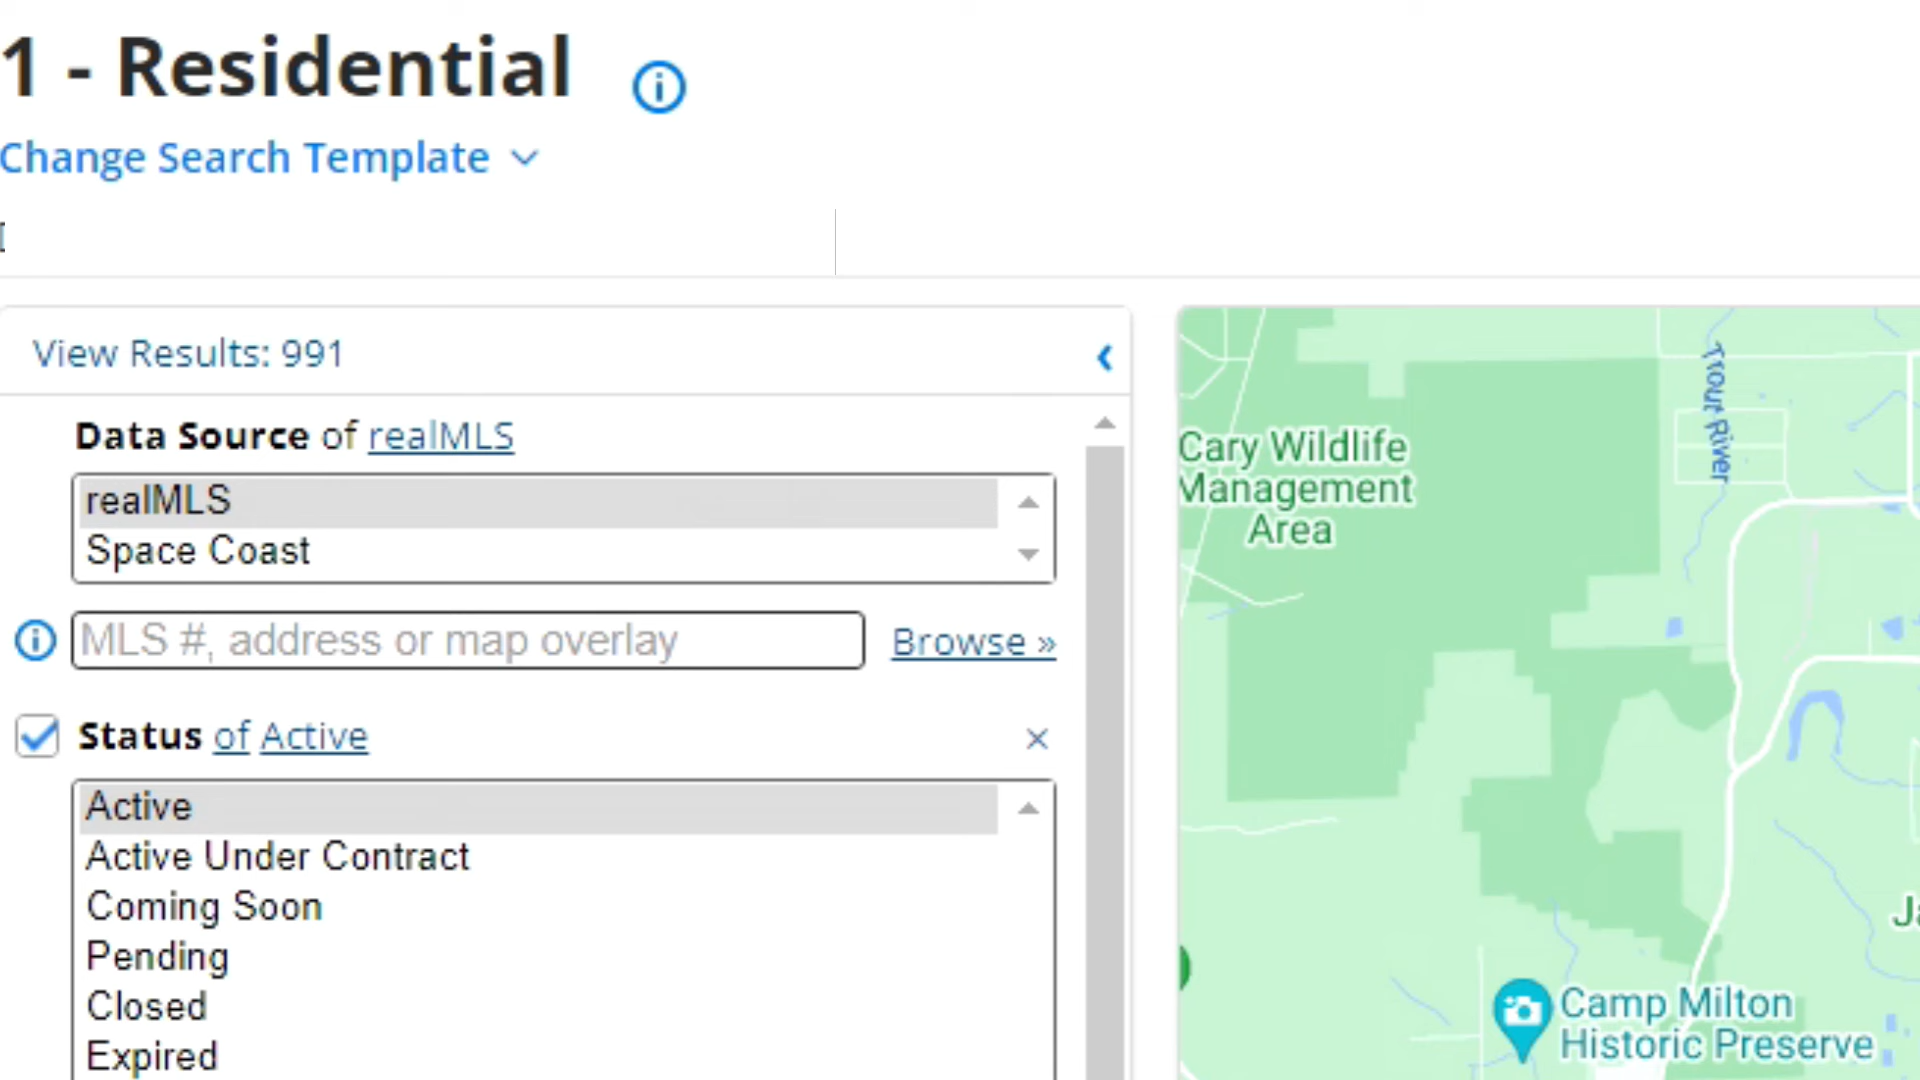 1 - Residential
Change Search Template
View Results: 991
Data Source of realMLS
realMLS
Space Coast
MLS #, address or map overlay
Browse »
Status of Active
Active
Active Under Contract
Coming Soon
Pending
Closed
Expired
Trout River
Cary Wildlife
Management
Area
Ja
Camp Milton
Historic Preserve